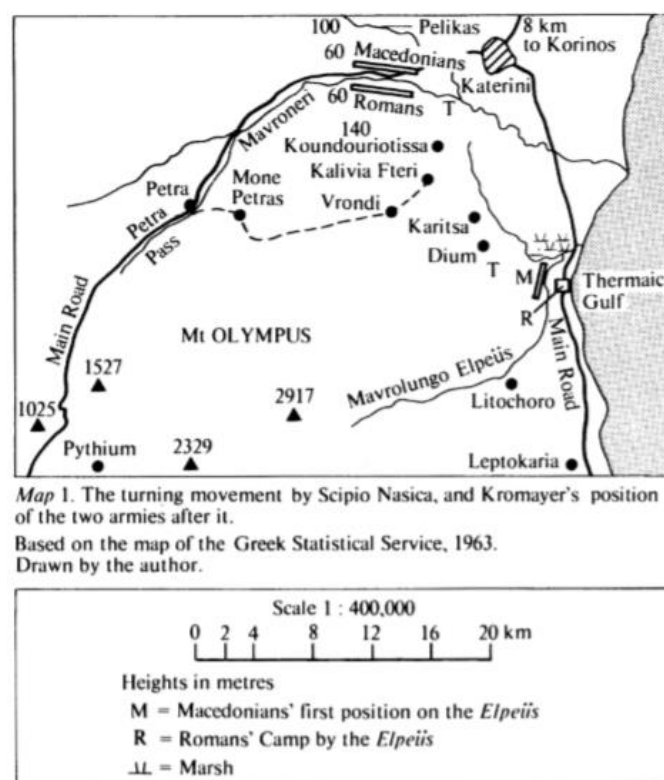 100
Pelikas
8 km
to Korinos
60
Macedonians
Katerini
60
Romans
T
Mavroneri
140
Koundouriotissa
Kalivia Fteri
Petra
Mone
Petras
Vrondi
Karitsa
Petra
Pass
Dium
T
M
Thermaic
Gulf
R
Main Road
Mt OLYMPUS
Main Road
1527
2917
Mavrolungo Elpeüs
Litochoro
1025
Pythium
2329
Leptokaria
Map 1. The turning movement by Scipio Nasica, and Kromayer's position
of the two armies after it.
Based on the map of the Greek Statistical Service, 1963.
Drawn by the author.
Scale 1 : 400,000
0 2 4 8 12 16 20 km
Heights in metres
M = Macedonians' first position on the Elpeüs
R = Romans' Camp by the Elpeüs
= Marsh